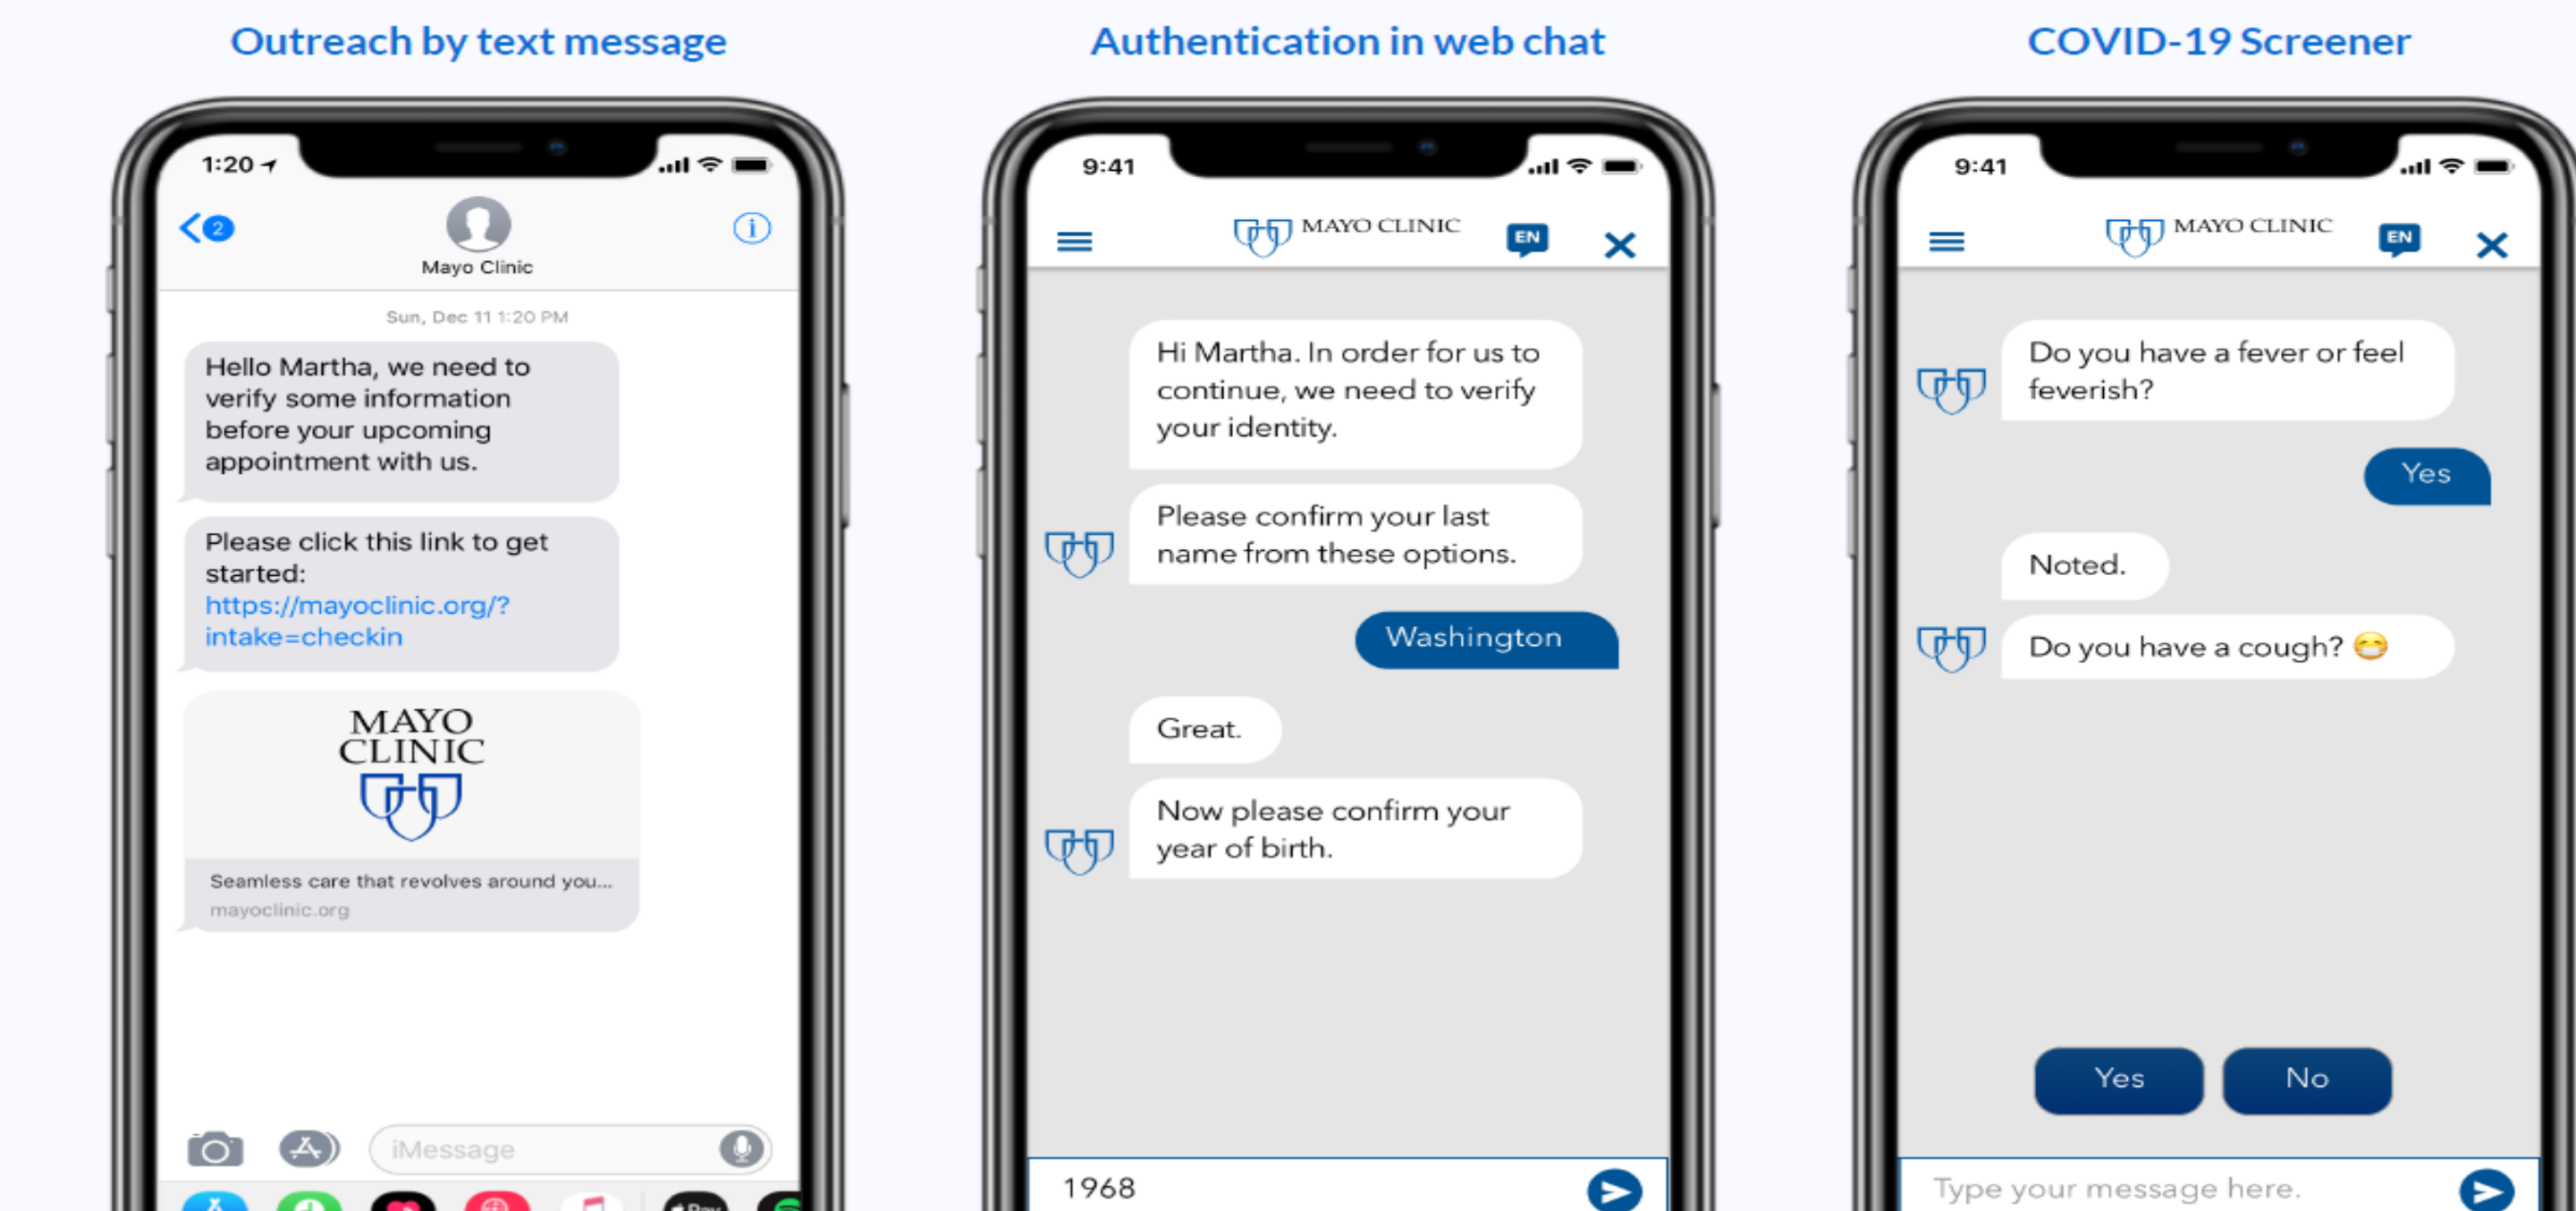 Outreach by text message
1:20
2
Mayo Clinic
Sun, Dec 11 1:20 PM
Hello Martha, we need to
verify some information
before your upcoming
appointment with us.
Please click this link to get
started:
https://mayoclinic.org/?
intake=checkin
MAYO
CLINIC
Seamless care that revolves around you...
mayoclinic.org
iMessage
Pay
Authentication in web chat
9:41
MAYO CLINIC
EN
Hi Martha. In order for us to
continue, we need to verify
your identity.
Please confirm your last
name from these options.
Washington
Great.
Now please confirm your
year of birth.
1968
COVID-19 Screener
9:41
MAYO CLINIC
EN
Do you have a fever or feel
feverish?
Yes
Noted.
Do you have a cough? 😷
Yes
No
Type your message here.